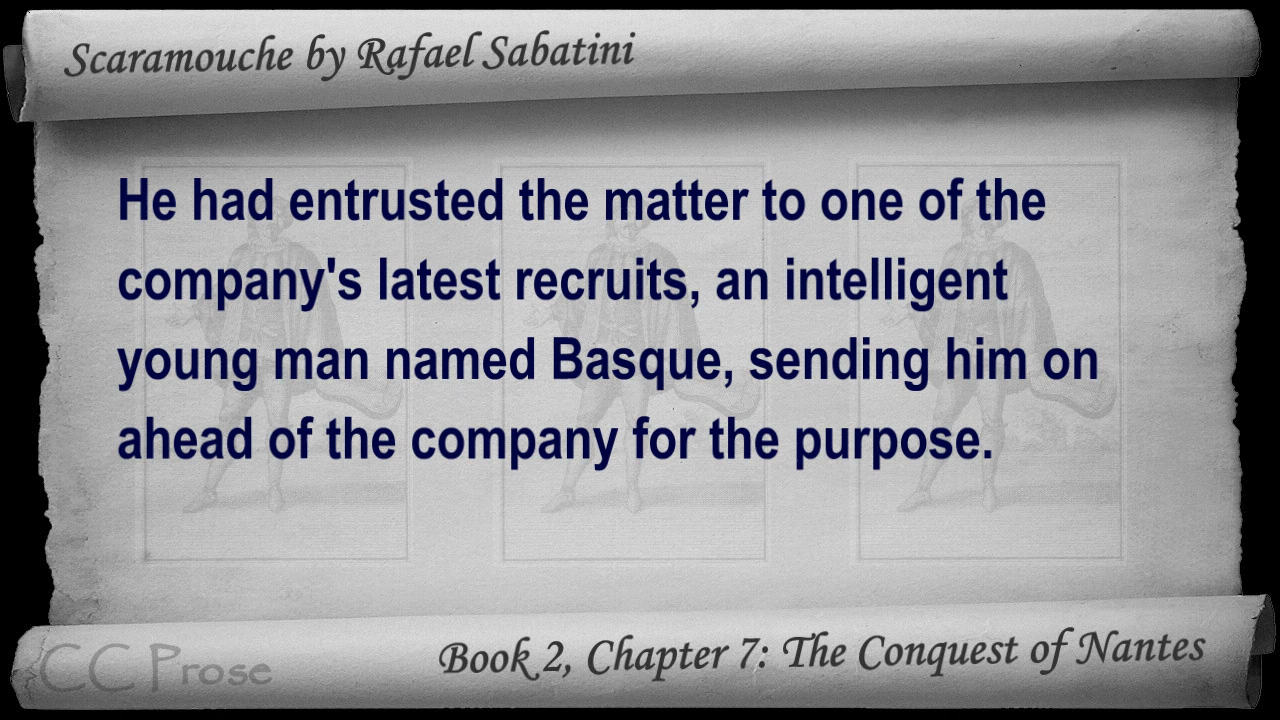 Scaramouche by Rafael Sabatini
He had entrusted the matter to one of the
company's latest recruits, an intelligent
young man named Basque, sending him on
ahead of the company for the purpose.
CC Prose
Book 2, Chapter 7: The Conquest of Nantes